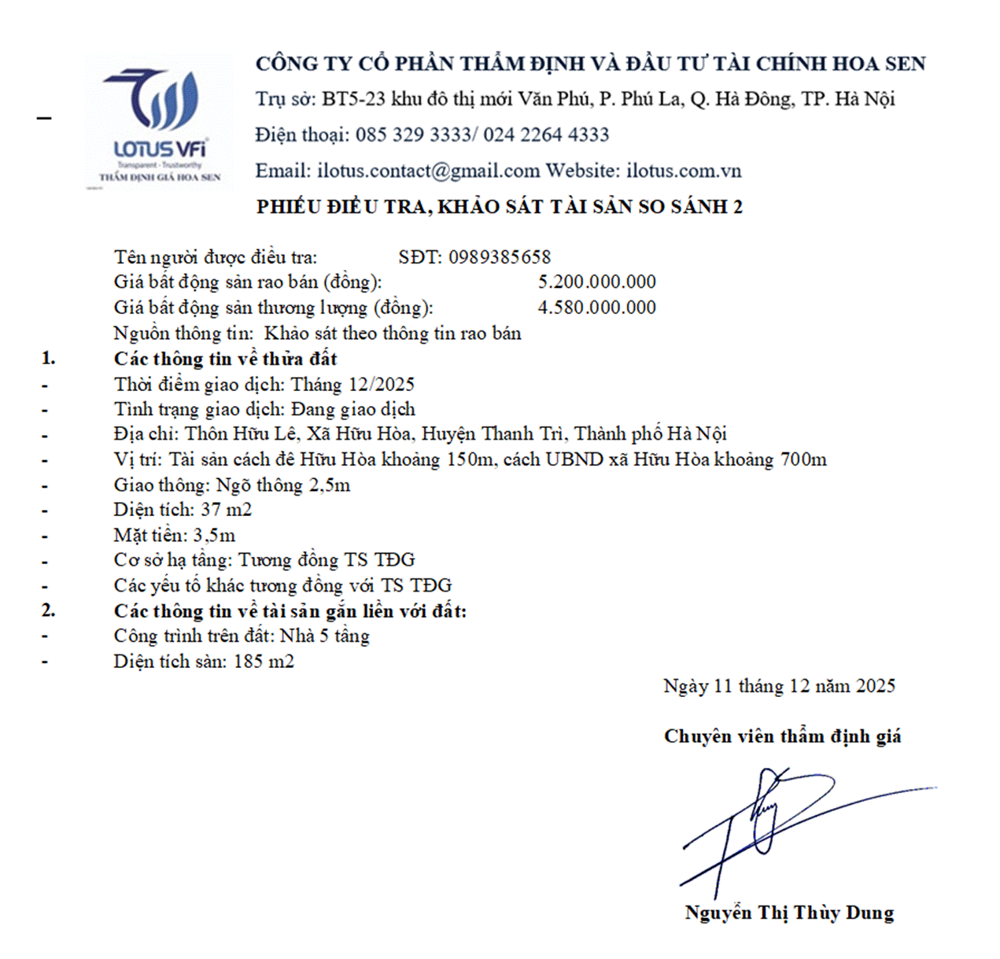 CÔNG TY CỔ PHẦN THẨM ĐỊNH VÀ ĐẦU TƯ TÀI CHÍNH HOA SEN
Trụ sở: BT5-23 khu đô thị mới Văn Phú, P. Phú La, Q. Hà Đông, TP. Hà Nội
Điện thoại: 085 329 3333/ 024 2264 4333
Email: ilotus.contact@gmail.com Website: ilotus.com.vn
LOTUS VFi
Transparent - Trustworthy
THẨM ĐỊNH GIÁ HOA SEN
PHIẾU ĐIỀU TRA, KHẢO SÁT TÀI SẢN SO SÁNH 2
Tên người được điều tra: SĐT: 0989385658
Giá bất động sản rao bán (đồng): 5.200.000.000
Giá bất động sản thương lượng (đồng): 4.580.000.000
Nguồn thông tin: Khảo sát theo thông tin rao bán
1. Các thông tin về thửa đất
- Thời điểm giao dịch: Tháng 12/2025
- Tình trạng giao dịch: Đang giao dịch
- Địa chỉ: Thôn Hữu Lê, Xã Hữu Hòa, Huyện Thanh Trì, Thành phố Hà Nội
- Vị trí: Tài sản cách đê Hữu Hòa khoảng 150m, cách UBND xã Hữu Hòa khoảng 700m
- Giao thông: Ngõ thông 2,5m
- Diện tích: 37 m2
- Mặt tiền: 3,5m
- Cơ sở hạ tầng: Tương đồng TS TĐG
- Các yếu tố khác tương đồng với TS TĐG
2. Các thông tin về tài sản gắn liền với đất:
- Công trình trên đất: Nhà 5 tầng
- Diện tích sàn: 185 m2
Ngày 11 tháng 12 năm 2025
Chuyên viên thẩm định giá
Nguyễn Thị Thùy Dung